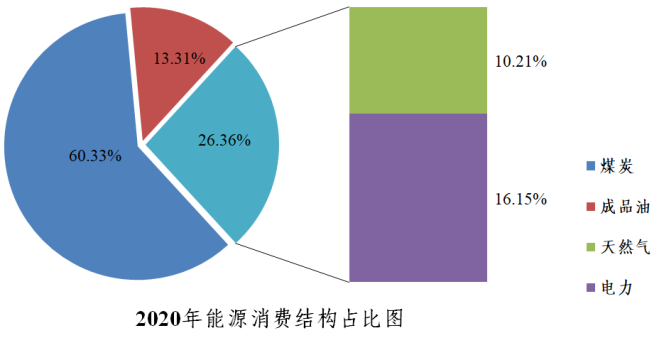 13.31%
10.21%
60.33%
26.36%
16.15%
煤炭
成品油
天然气
电力
2020年能源消费结构占比图